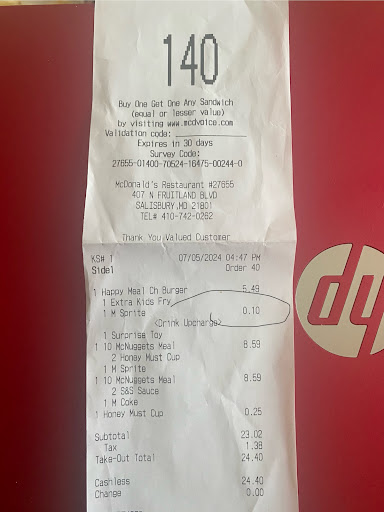 140
Buy One Get One Any Sandwich
(equal or lesser value)
by visiting www.mcdvoice.com
Validation code:
Expires in 30 days
Survey Code:
27655-01400-70524-16475-00244-0
McDonald's Restaurant #27655
407 N FRUITLAND BLVD
SALISBURY,MD 21801
TEL# 410-742-0262
Thank You Valued Customer
KS# 1 07/05/2024 04:47 PM
Side1 Order 40
1 Happy Meal Ch Burger 5.49
1 Extra Kids Fry
1 M Sprite 0.10
<Drink Upcharge>
1 Surprise Toy
1 10 McNuggets Meal 8.59
2 Honey Must Cup
1 M Sprite
1 10 McNuggets Meal 8.59
2 S&S Sauce
1 M Coke
1 Honey Must Cup 0.25
Subtotal 23.02
Tax 1.38
Take-Out Total 24.40
Cashless 24.40
Change 0.00
hp